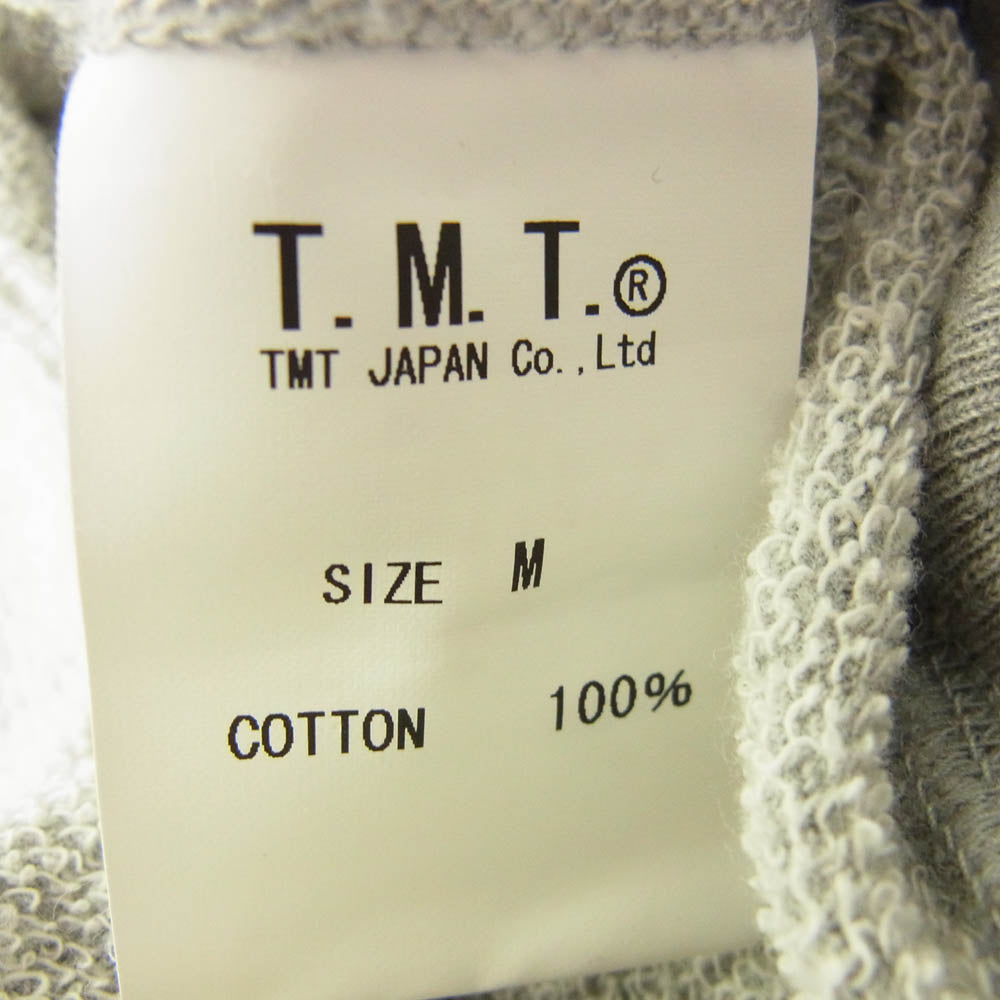 T. M. T.®
TMT JAPAN Co., Ltd
SIZE M
COTTON 100%